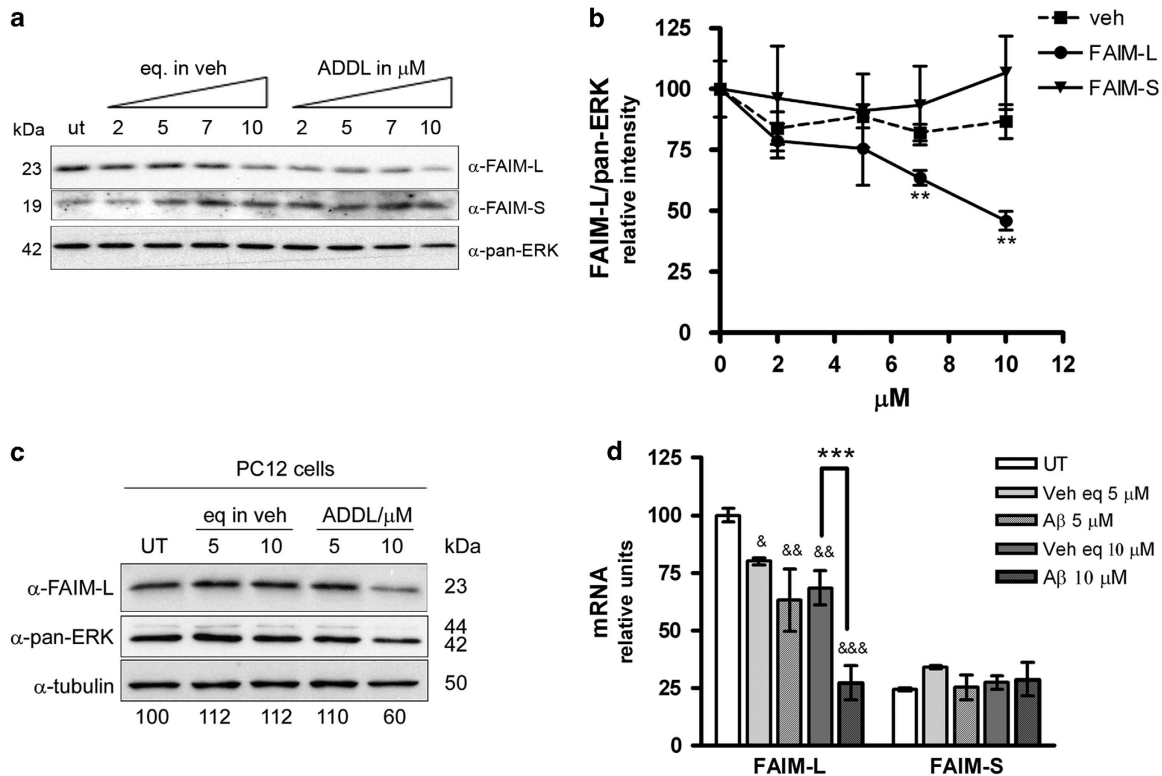 a
eq. in veh
ADDL in μM
kDa ut 2 5 7 10 2 5 7 10
23 α-FAIM-L
19 α-FAIM-S
42 α-pan-ERK
b
veh
FAIM-L
FAIM-S
FAIM-L/pan-ERK
relative intensity
125
100
75
50
25
0
**
**
0 2 4 6 8 10 12
μM
c
PC12 cells
eq in veh
ADDL/μM
UT 5 10 5 10 kDa
α-FAIM-L 23
α-pan-ERK 44
42
α-tubulin 50
100 112 112 110 60
d
mRNA
relative units
125
100
75
50
25
0
***
& && && &&&
UT
Veh eq 5 μM
Aβ 5 μM
Veh eq 10 μM
Aβ 10 μM
FAIM-L FAIM-S